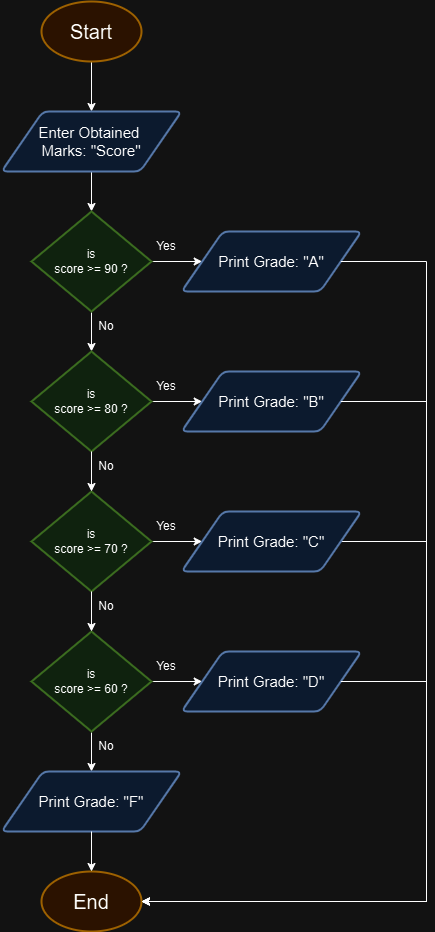 Start
Enter Obtained
Marks: "Score"
is
score >= 90 ?
Yes
Print Grade: "A"
No
is
score >= 80 ?
Yes
Print Grade: "B"
No
is
score >= 70 ?
Yes
Print Grade: "C"
No
is
score >= 60 ?
Yes
Print Grade: "D"
No
Print Grade: "F"
End